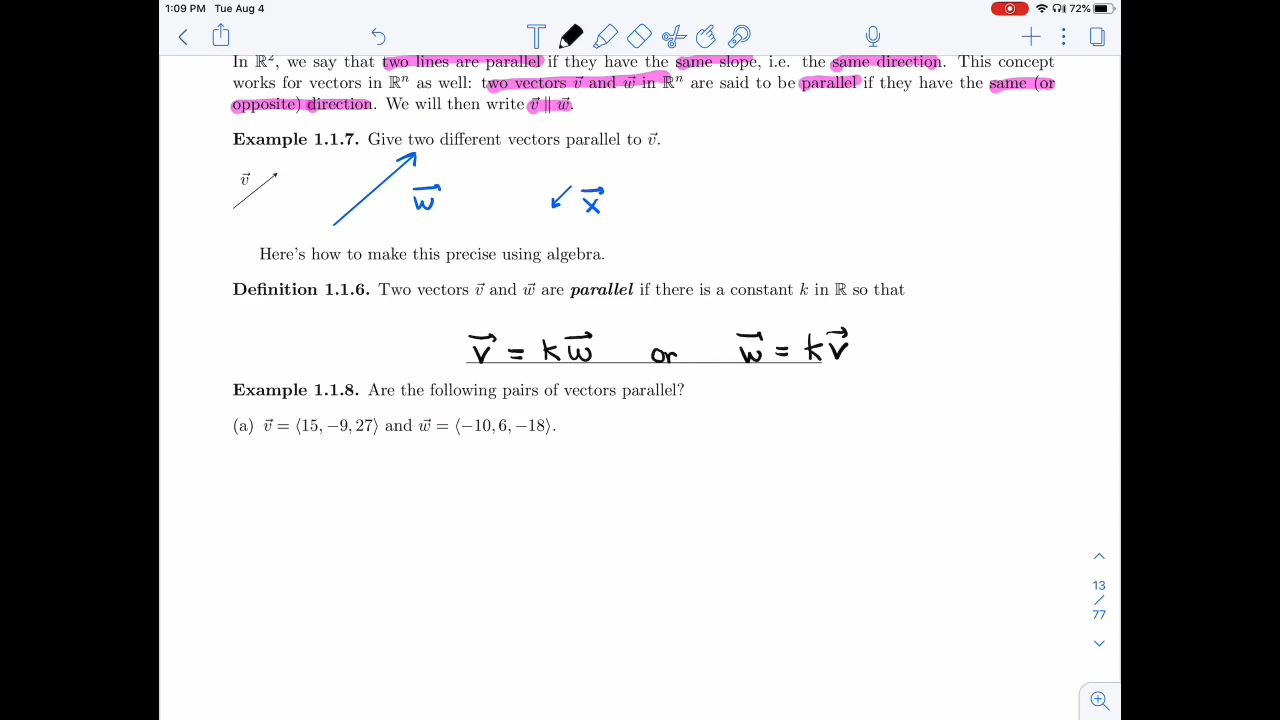 1:09 PM Tue Aug 4
72%
In ℝ², we say that two lines are parallel if they have the same slope, i.e. the same direction. This concept
works for vectors in ℝⁿ as well: two vectors v⃗ and w⃗ in ℝⁿ are said to be parallel if they have the same (or
opposite) direction. We will then write v⃗ ∥ w⃗.
Example 1.1.7. Give two different vectors parallel to v⃗.
v⃗
w⃗
x⃗
Here's how to make this precise using algebra.
Definition 1.1.6. Two vectors v⃗ and w⃗ are parallel if there is a constant k in ℝ so that
v⃗ = kw⃗ or w⃗ = kv⃗
Example 1.1.8. Are the following pairs of vectors parallel?
(a) v⃗ = ⟨15, −9, 27⟩ and w⃗ = ⟨−10, 6, −18⟩.
13
/
77